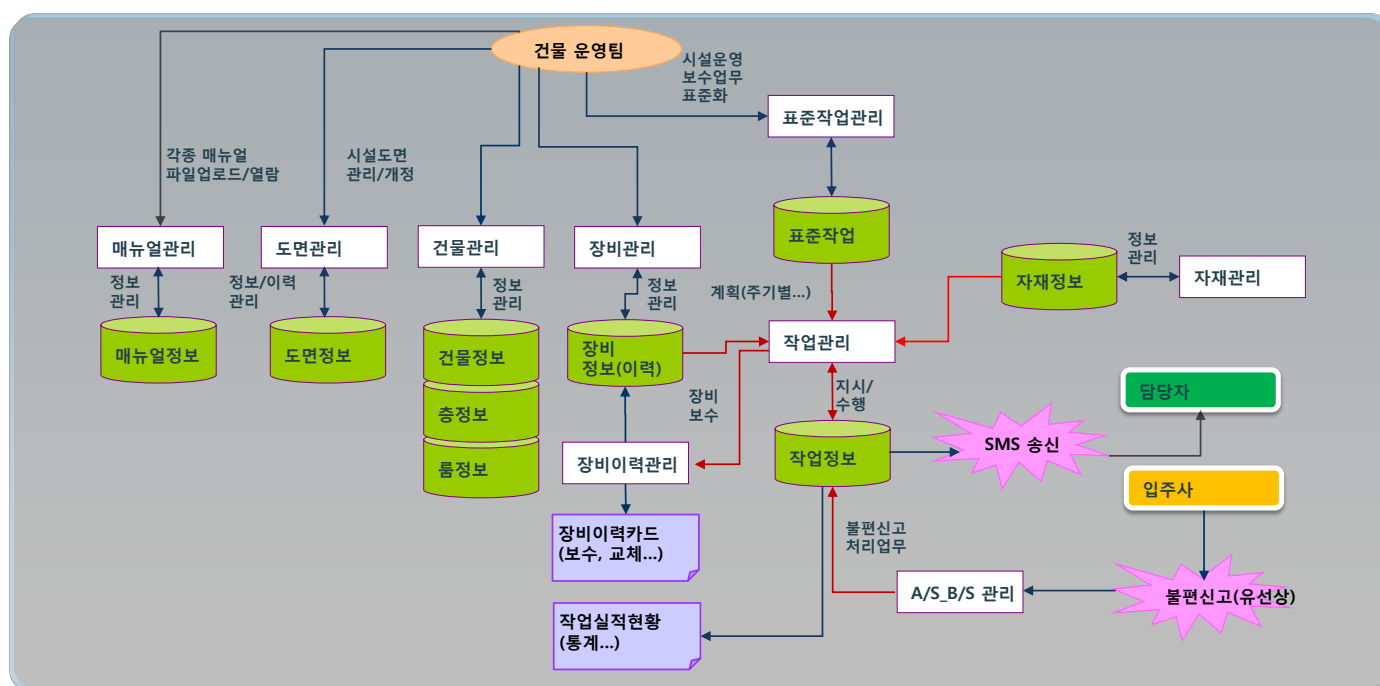 건물 운영팀
시설운영
보수업무
표준화
표준작업관리
각종 매뉴얼
파일업로드/열람
시설도면
관리/개정
매뉴얼관리
도면관리
건물관리
장비관리
표준작업
정보
관리
자재정보
자재관리
정보
관리
정보/이력
관리
정보
관리
정보
관리
계획(주기별...)
매뉴얼정보
도면정보
건물정보
장비
정보(이력)
작업관리
층정보
룸정보
장비
보수
지시/
수행
담당자
장비이력관리
작업정보
SMS 송신
입주사
장비이력카드
(보수, 교체...)
불편신고
처리업무
A/S_B/S 관리
불편신고(유선상)
작업실적현황
(통계...)